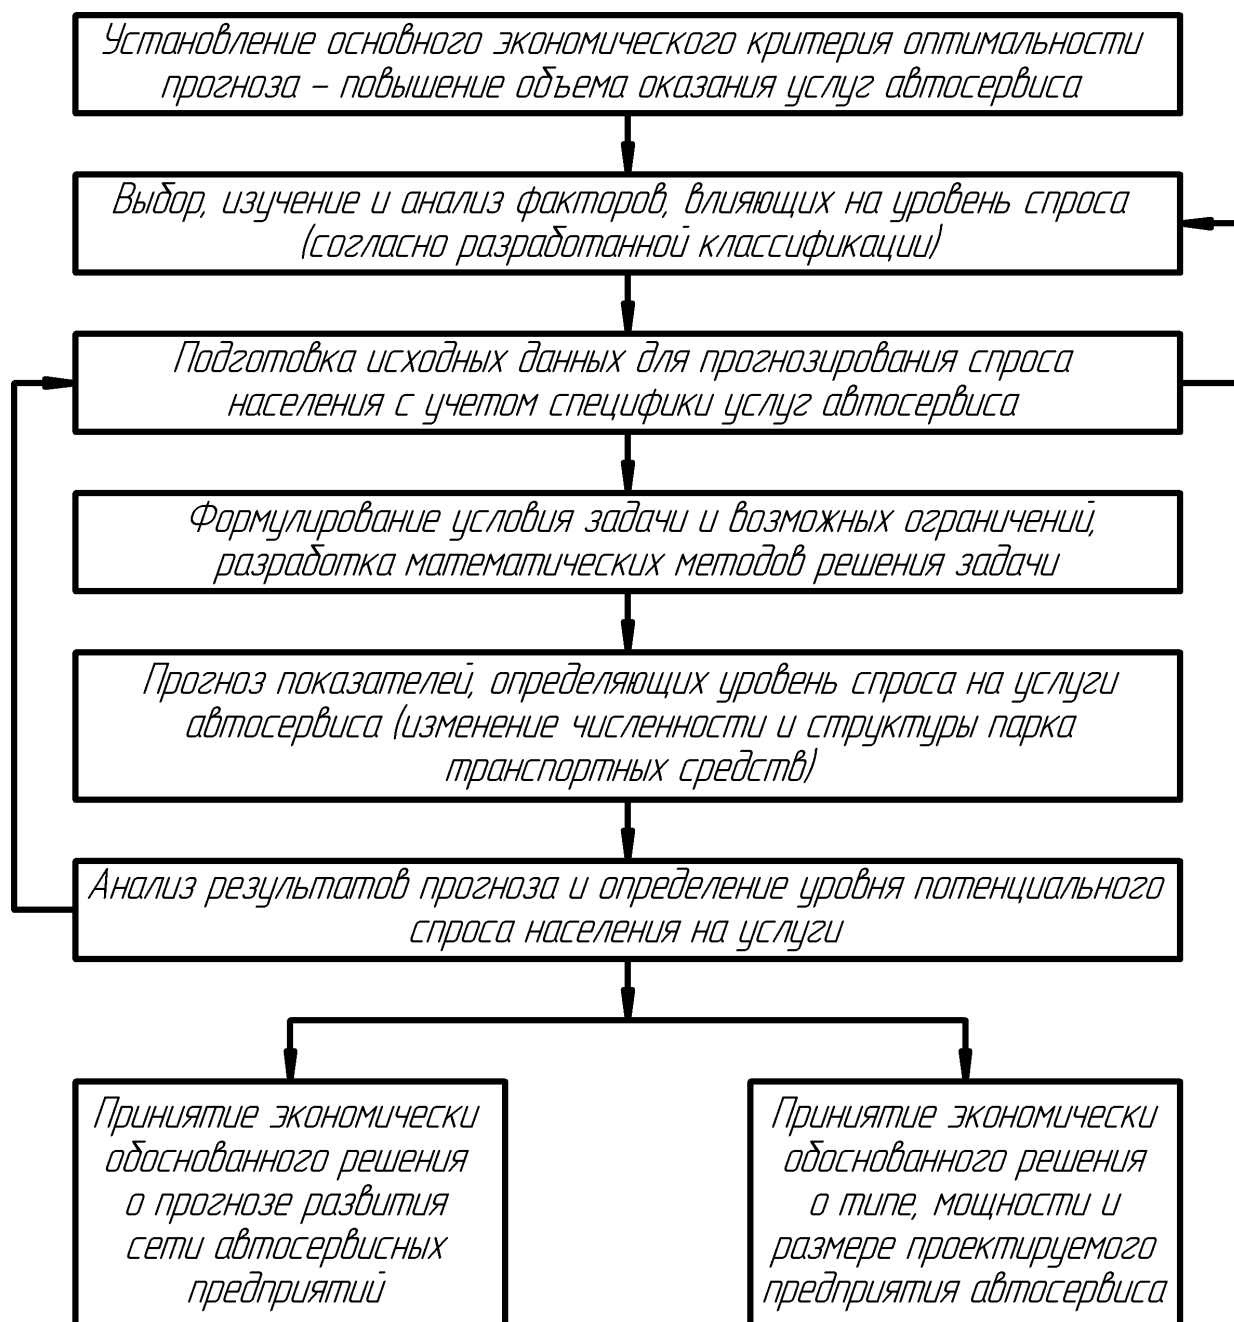 Установление основного экономического критерия оптимальности
прогноза – повышение объема оказания услуг автосервиса
Выбор, изучение и анализ факторов, влияющих на уровень спроса
(согласно разработанной классификации)
Подготовка исходных данных для прогнозирования спроса
населения с учетом специфики услуг автосервиса
Формулирование условия задачи и возможных ограничений,
разработка математических методов решения задачи
Прогноз показателей, определяющих уровень спроса на услуги
автосервиса (изменение численности и структуры парка
транспортных средств)
Анализ результатов прогноза и определение уровня потенциального
спроса населения на услуги
Принятие экономически
обоснованного решения
о прогнозе развития
сети автосервисных
предприятий
Принятие экономически
обоснованного решения
о типе, мощности и
размере проектируемого
предприятия автосервиса